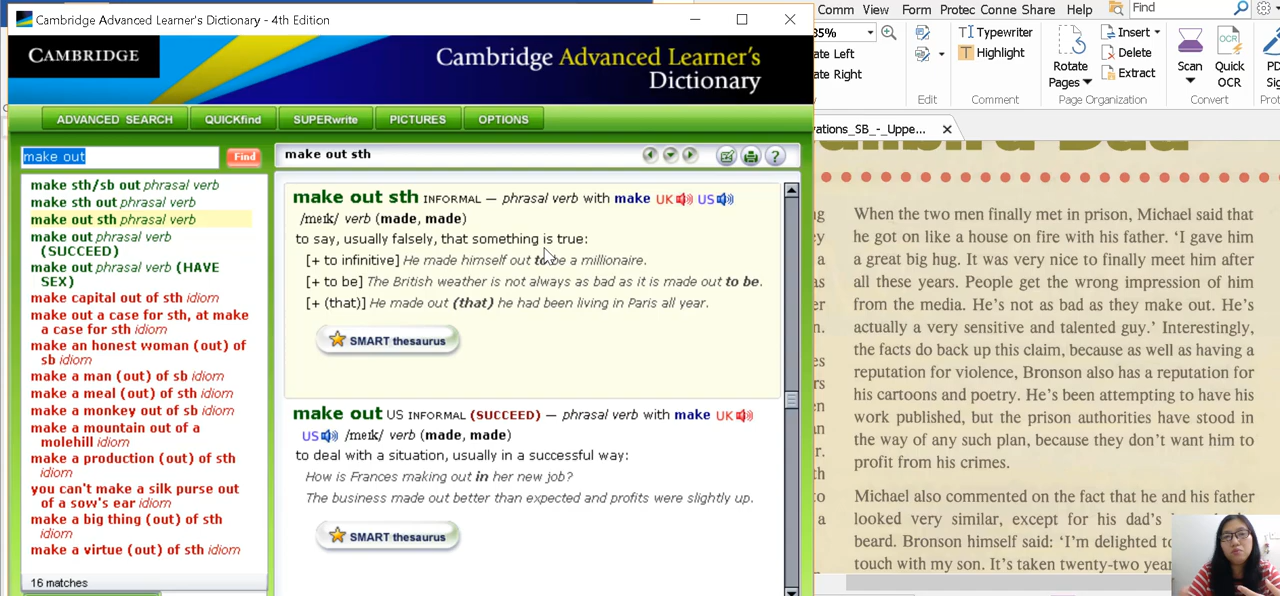 Cambridge Advanced Learner's Dictionary - 4th Edition
CAMBRIDGE
Cambridge Advanced Learner's
Dictionary
ADVANCED SEARCH QUICKfind SUPERwrite PICTURES OPTIONS
make out Find
make sth/sb out phrasal verb
make sth out phrasal verb
make out sth phrasal verb
make out phrasal verb
(SUCCEED)
make out phrasal verb (HAVE
SEX)
make capital out of sth idiom
make out a case for sth, at make
a case for sth idiom
make an honest woman (out) of
sb idiom
make a man (out) of sb idiom
make a meal (out) of sth idiom
make a monkey out of sb idiom
make a mountain out of a
molehill idiom
make a production (out) of sth
idiom
you can't make a silk purse out
of a sow's ear idiom
make a big thing (out) of sth
idiom
make a virtue (out) of sth idiom
16 matches
make out sth
make out sth INFORMAL — phrasal verb with make UK US
/meɪk/ verb (made, made)
to say, usually falsely, that something is true:
[+ to infinitive] He made himself out to be a millionaire.
[+ to be] The British weather is not always as bad as it is made out to be.
[+ (that)] He made out (that) he had been living in Paris all year.
SMART thesaurus
make out US INFORMAL (SUCCEED) — phrasal verb with make UK
US /meɪk/ verb (made, made)
to deal with a situation, usually in a successful way:
How is Frances making out in her new job?
The business made out better than expected and profits were slightly up.
SMART thesaurus
Comm View Form Protec Conne Share Help Find
35%
ate Left
ate Right
Typewriter
Highlight
Rotate
Pages
Insert
Delete
Extract
Scan
OCR
Quick
OCR
Edit Comment Page Organization Convert
vations_SB_-_Uppe...
When the two men finally met in prison, Michael said that
he got on like a house on fire with his father. 'I gave him
a great big hug. It was very nice to finally meet him after
all these years. People get the wrong impression of him
from the media. He's not as bad as they make out. He's
actually a very sensitive and talented guy.' Interestingly,
the facts do back up this claim, because as well as having a
reputation for violence, Bronson also has a reputation for
his cartoons and poetry. He's been attempting to have his
work published, but the prison authorities have stood in
the way of any such plan, because they don't want him to
profit from his crimes.
Michael also commented on the fact that he and his father
looked very similar, except for his dad's
beard. Bronson himself said: 'I'm delighted to
touch with my son. It's taken twenty-two year